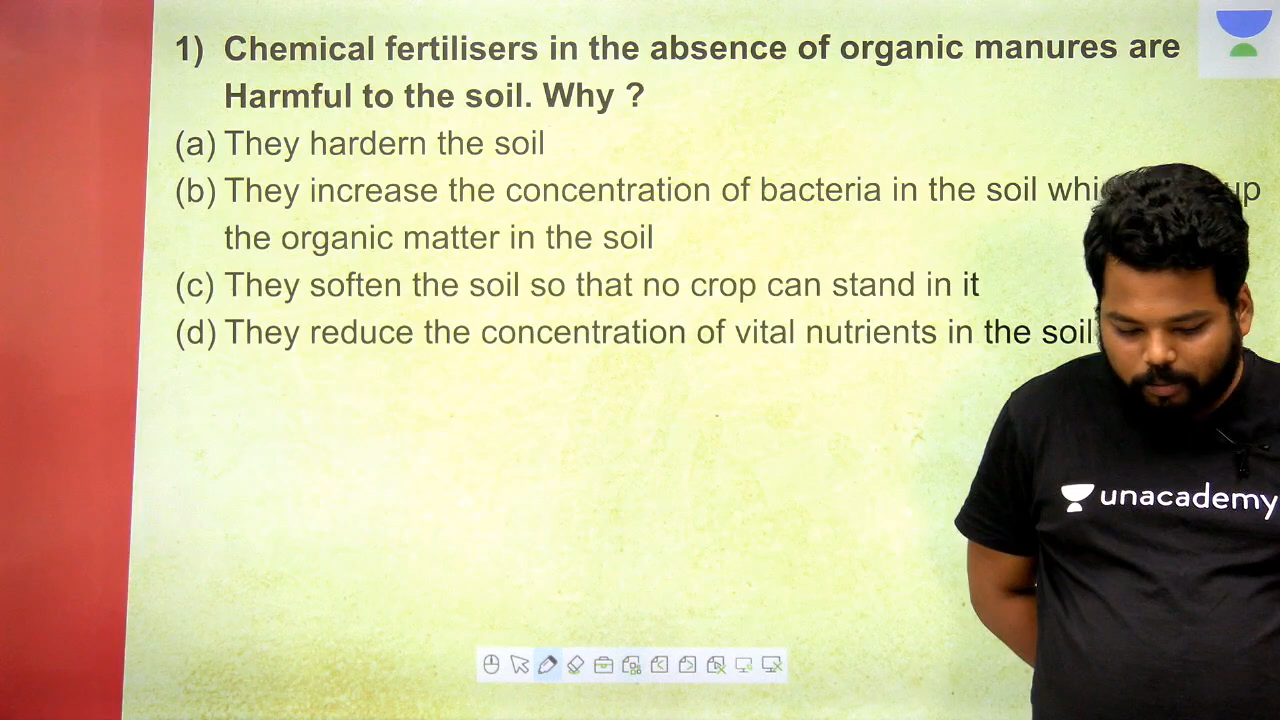 1) Chemical fertilisers in the absence of organic manures are
Harmful to the soil. Why ?
(a) They hardern the soil
(b) They increase the concentration of bacteria in the soil up
the organic matter in the soil
(c) They soften the soil so that no crop can stand in it
(d) They reduce the concentration of vital nutrients in the soil
unacademy